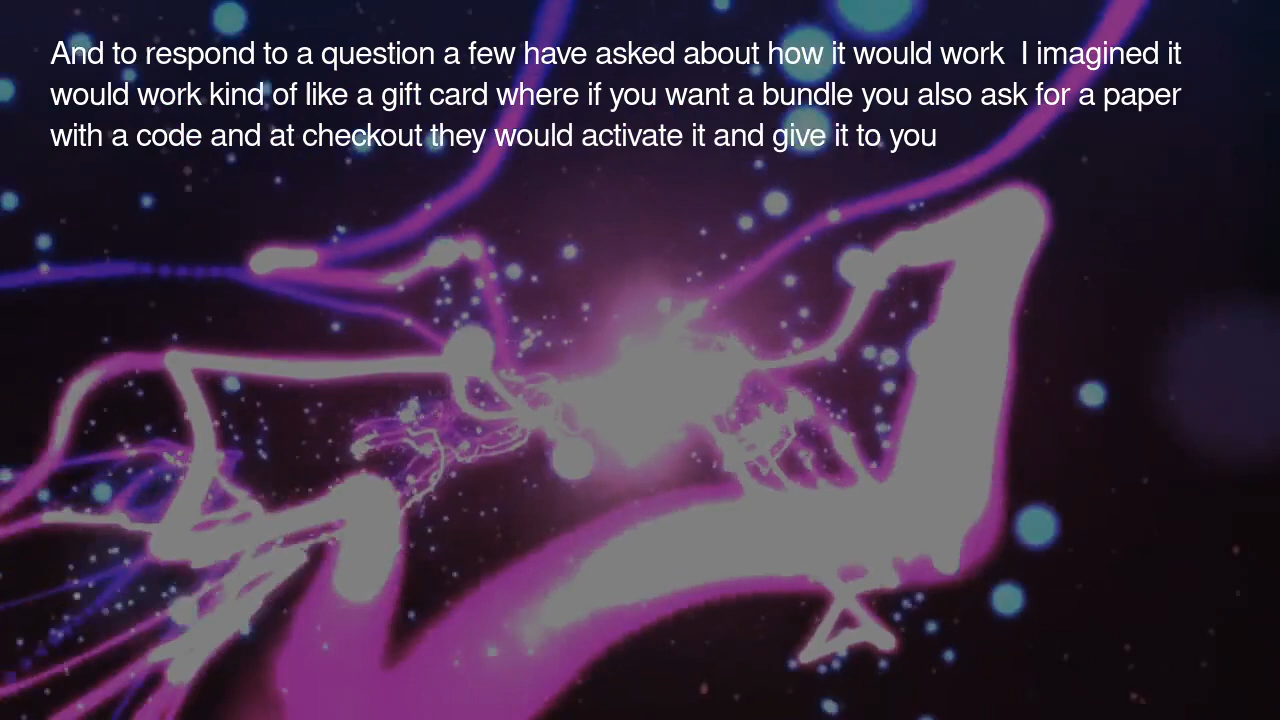 And to respond to a question a few have asked about how it would work  I imagined it
would work kind of like a gift card where if you want a bundle you also ask for a paper
with a code and at checkout they would activate it and give it to you